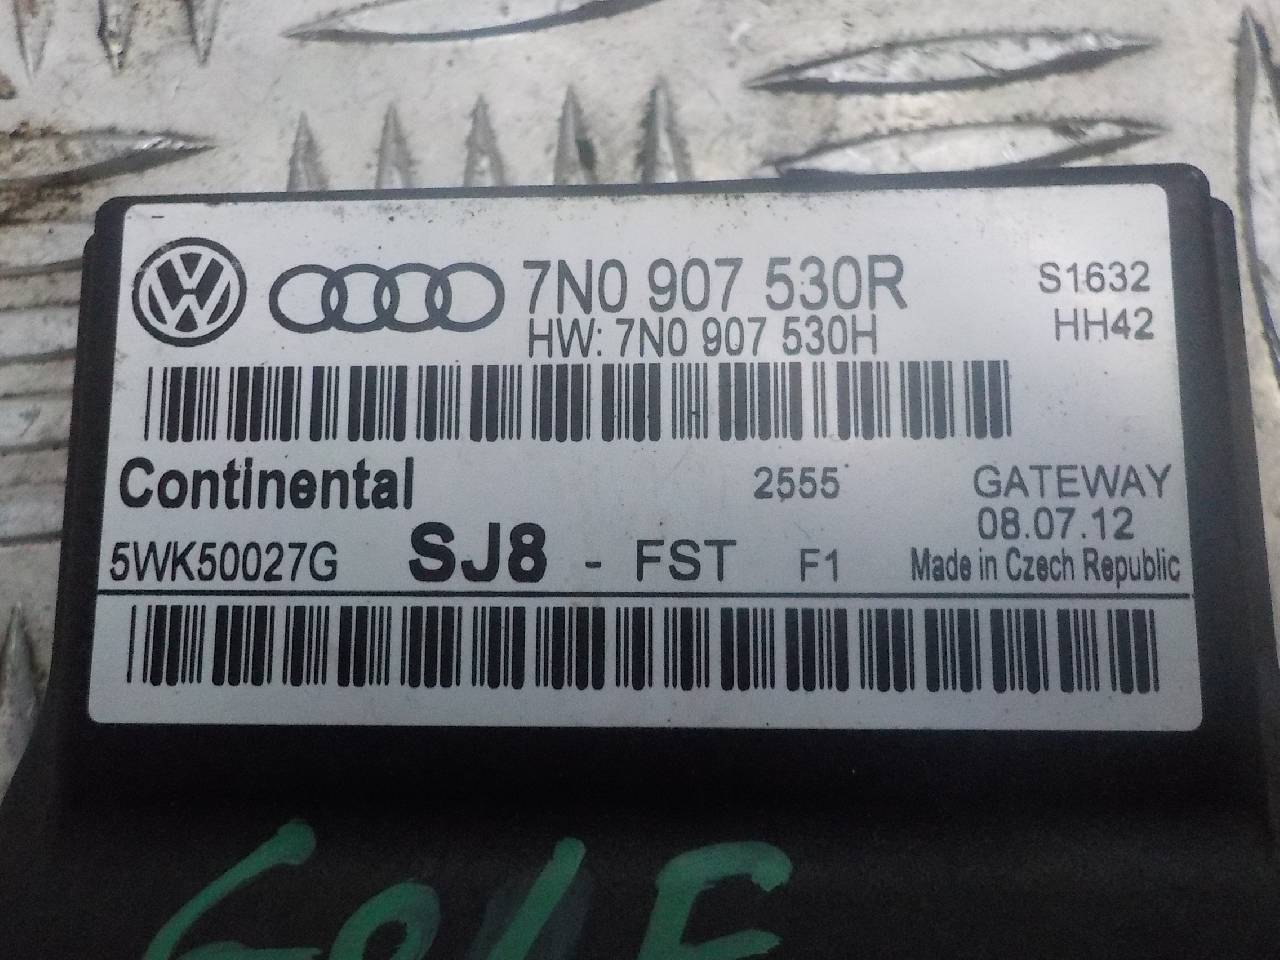 7N0 907 530R S1632
HW: 7N0 907 530H HH42
Continental 2555 GATEWAY
08.07.12
5WK50027G SJ8 - FST F1 Made in Czech Republic
GOLF